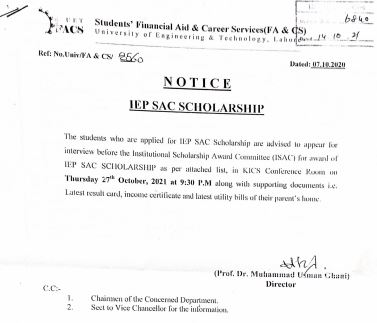 6840
UET
FACS
Students' Financial Aid & Career Services(FA & CS)
University of Engineering & Technology, Lahore
14 10 21
Ref: No.Univ/FA & CS/ 8560
Dated: 07.10.2020
NOTICE
IEP SAC SCHOLARSHIP
The students who are applied for IEP SAC Scholarship are advised to appear for
interview before the Institutional Scholarship Award Committee (ISAC) for award of
IEP SAC SCHOLARSHIP as per attached list, in KICS Conference Room on
Thursday 27th October, 2021 at 9:30 P.M along with supporting documents i.e.
Latest result card, income certificate and latest utility bills of their parent's home.
(Prof. Dr. Muhammad Usman Ghani)
Director
C.C:-
1. Chairmen of the Concerned Department.
2. Sect to Vice Chancellor for the information.